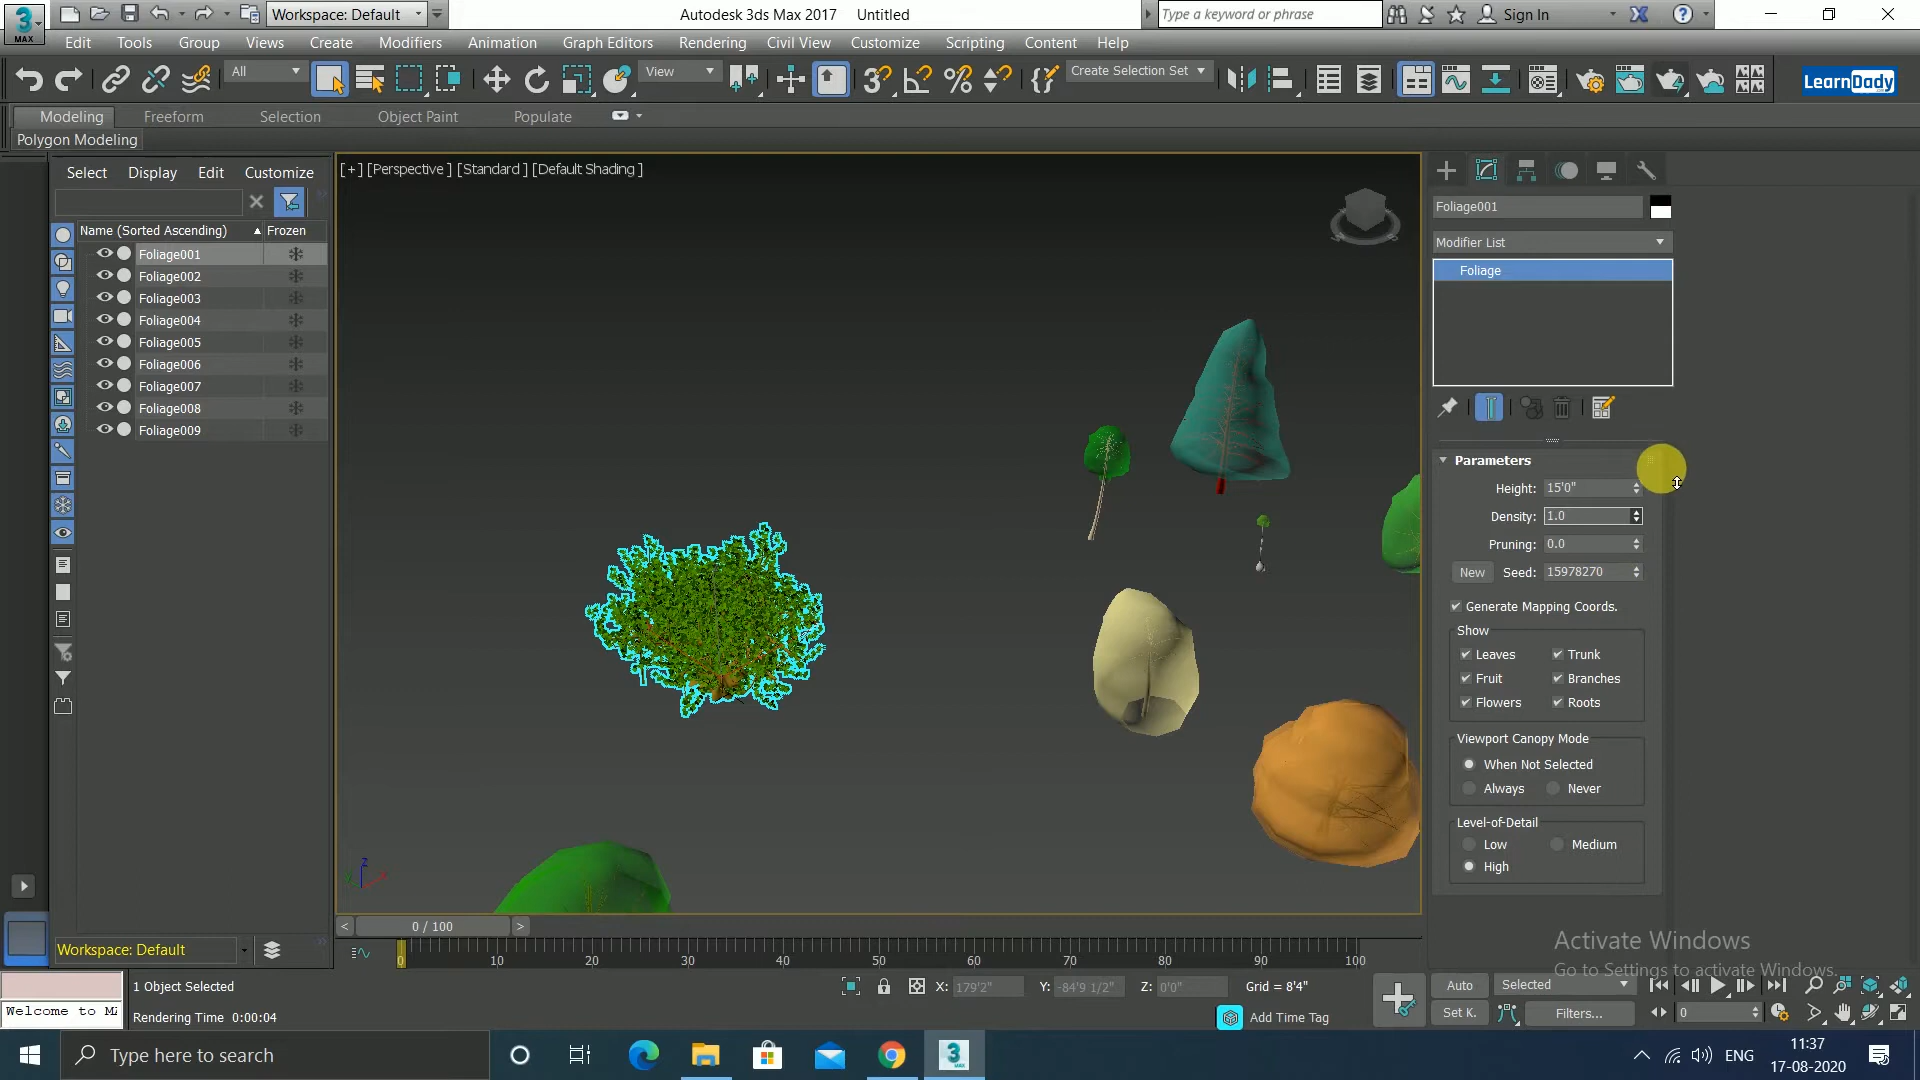 3
MAX
Workspace: Default
Autodesk 3ds Max 2017 Untitled
Type a keyword or phrase
Sign In
Edit Tools Group Views Create Modifiers Animation Graph Editors Rendering Civil View Customize Scripting Content Help
All
View
Create Selection Set
LearnDady
Modeling Freeform Selection Object Paint Populate
Polygon Modeling
Select Display Edit Customize
Name (Sorted Ascending) Frozen
Foliage001
Foliage002
Foliage003
Foliage004
Foliage005
Foliage006
Foliage007
Foliage008
Foliage009
[+] [Perspective ] [Standard ] [Default Shading ]
Foliage001
Modifier List
Foliage
Parameters
Height: 15'0"
Density: 1.0
Pruning: 0.0
New Seed: 15978270
Generate Mapping Coords.
Show
Leaves Trunk
Fruit Branches
Flowers Roots
Viewport Canopy Mode
When Not Selected
Always Never
Level-of-Detail
Low Medium
High
Activate Windows
Go to Settings to activate Windows.
0 / 100
Workspace: Default
0 10 20 30 40 50 60 70 80 90 100
1 Object Selected
X: 179'2" Y: -84'9 1/2" Z: 0'0" Grid = 8'4"
Auto Selected
Welcome to MA
Rendering Time 0:00:04
Add Time Tag
Set K. Filters...
0
Type here to search
ENG
11:37
17-08-2020